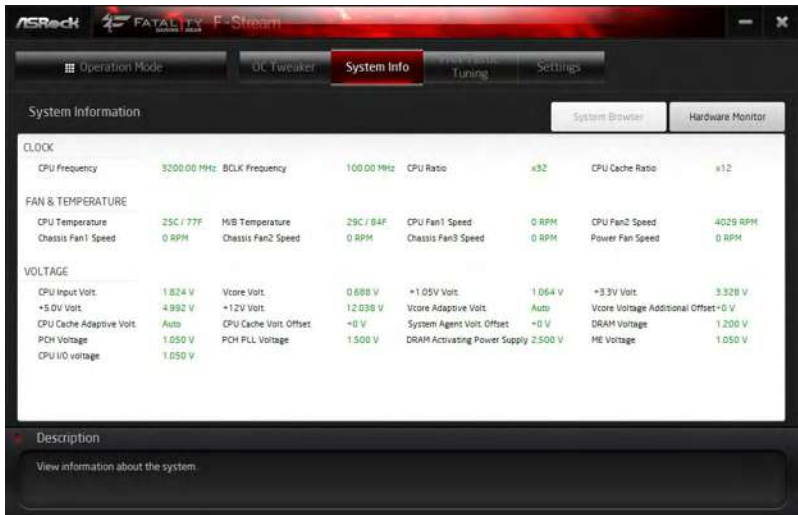 ASRock FATAL1TY GAMING GEAR F-Stream
Operation Mode OC Tweaker System Info Tuning Settings
System Information System Browser Hardware Monitor
CLOCK
CPU Frequency 3200.00 MHz BCLK Frequency 100.00 MHz CPU Ratio x32 CPU Cache Ratio x12
FAN & TEMPERATURE
CPU Temperature 25C / 77F M/B Temperature 29C / 84F CPU Fan1 Speed 0 RPM CPU Fan2 Speed 4029 RPM
Chassis Fan1 Speed 0 RPM Chassis Fan2 Speed 0 RPM Chassis Fan3 Speed 0 RPM Power Fan Speed 0 RPM
VOLTAGE
CPU Input Volt. 1.824 V Vcore Volt. 0.688 V +1.05V Volt. 1.064 V +3.3V Volt. 3.328 V
+5.0V Volt. 4.992 V +12V Volt. 12.038 V Vcore Adaptive Volt. Auto Vcore Voltage Additional Offset +0 V
CPU Cache Adaptive Volt. Auto CPU Cache Volt. Offset +0 V System Agent Volt. Offset +0 V DRAM Voltage 1.200 V
PCH Voltage 1.050 V PCH PLL Voltage 1.500 V DRAM Activating Power Supply 2.500 V ME Voltage 1.050 V
CPU I/O voltage 1.050 V
Description
View information about the system.